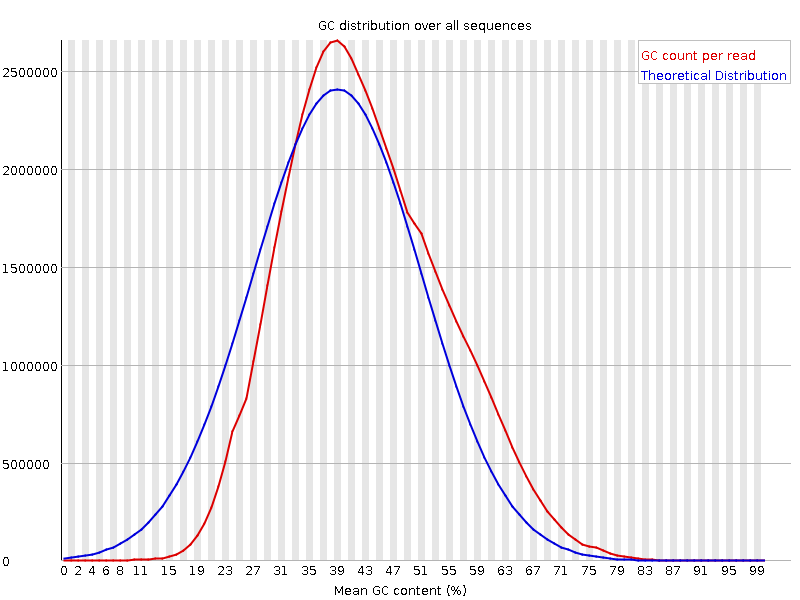 GC distribution over all sequences
GC count per read
Theoretical Distribution
2500000
2000000
1500000
1000000
500000
0
0 2 4 6 8 11 15 19 23 27 31 35 39 43 47 51 55 59 63 67 71 75 79 83 87 91 95 99
Mean GC content (%)